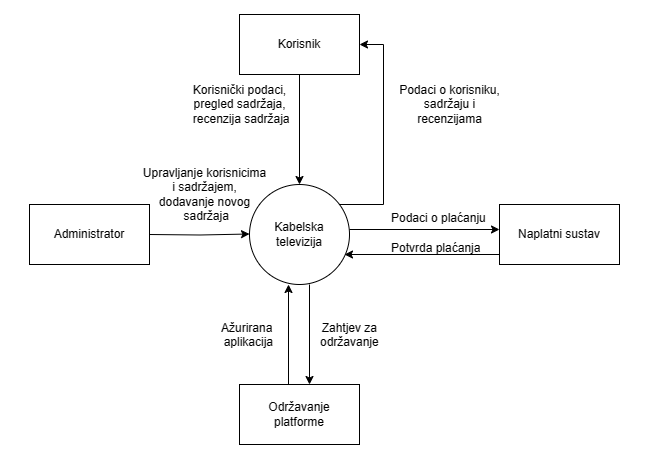 Korisnik
Korisnički podaci,
pregled sadržaja,
recenzija sadržaja
Podaci o korisniku,
sadržaju i
recenzijama
Upravljanje korisnicima
i sadržajem,
dodavanje novog
sadržaja
Administrator
Kabelska
televizija
Podaci o plaćanju
Potvrda plaćanja
Naplatni sustav
Ažurirana
aplikacija
Zahtjev za
održavanje
Održavanje
platforme